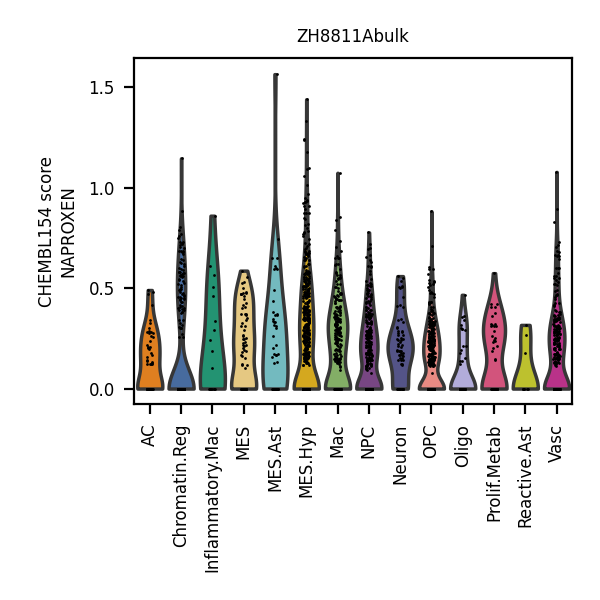 ZH8811Abulk
CHEMBL154 score
NAPROXEN
1.5
1.0
0.5
0.0
AC
Chromatin.Reg
Inflammatory.Mac
MES
MES.Ast
MES.Hyp
Mac
NPC
Neuron
OPC
Oligo
Prolif.Metab
Reactive.Ast
Vasc